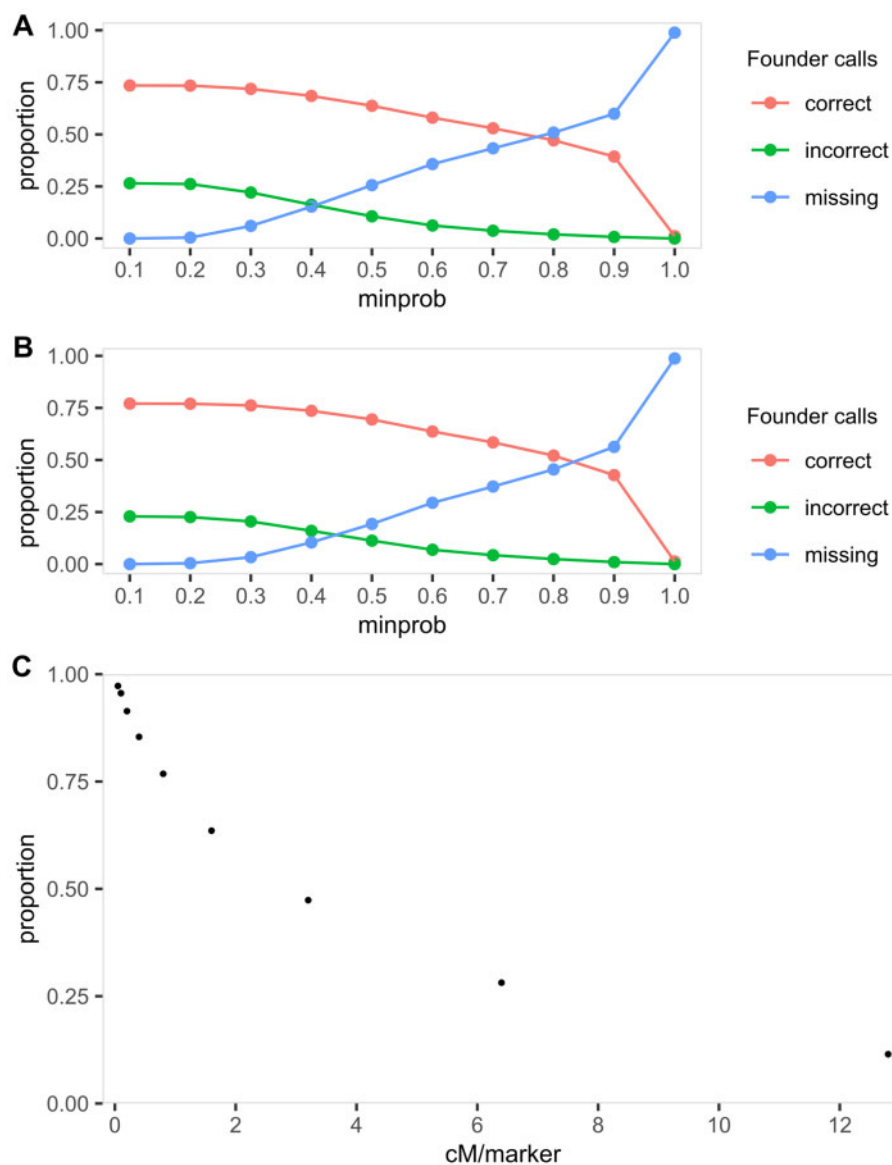 A
1.00
0.75
0.50
0.25
0.00
proportion
0.1 0.2 0.3 0.4 0.5 0.6 0.7 0.8 0.9 1.0
minprob
Founder calls
correct
incorrect
missing
B
1.00
0.75
0.50
0.25
0.00
proportion
0.1 0.2 0.3 0.4 0.5 0.6 0.7 0.8 0.9 1.0
minprob
Founder calls
correct
incorrect
missing
C
1.00
0.75
0.50
0.25
0.00
proportion
0 2 4 6 8 10 12
cM/marker